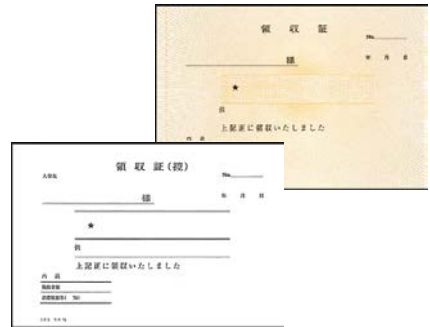 領 収 証
No.
様
年 月 日
★
但
上記正に領収いたしました
内 訳
領 収 証(控)
No.
様
年 月 日
★
但
上記正に領収いたしました
内 訳
税抜金額
消費税額等( %)